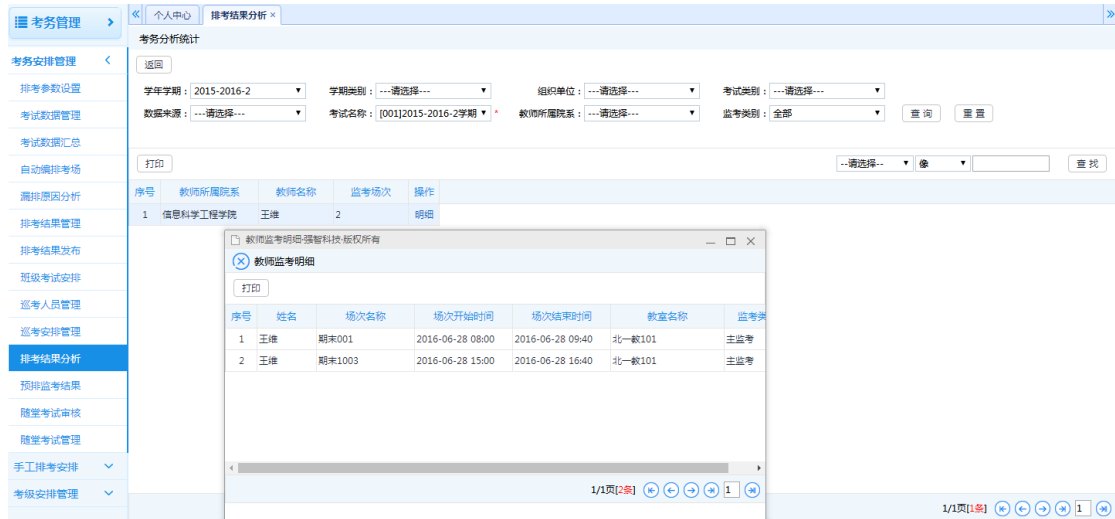 考务管理
个人中心 排考结果分析 ×
考务分析统计
考务安排管理
返回
排考参数设置
学年学期： 2015-2016-2 学期类别： ---请选择--- 组织单位： ---请选择--- 考试类别： ---请选择---
考试数据管理
数据来源： ---请选择--- 考试名称： [001]2015-2016-2学期 * 教师所属院系： ---请选择--- 监考类别： 全部 查 询 重 置
考试数据汇总
自动编排考场
打印 --请选择-- 像 查 找
漏排原因分析
序号 教师所属院系 教师名称 监考场次 操作
1 信息科学工程学院 王维 2 明细
排考结果管理
教师监考明细-强智科技-版权所有
排考结果发布
教师监考明细
班级考试安排
打印
巡考人员管理
序号 姓名 场次名称 场次开始时间 场次结束时间 教室名称 监考类
巡考安排管理
1 王维 期末001 2016-06-28 08:00 2016-06-28 09:40 北一教101 主监考
排考结果分析
2 王维 期末1003 2016-06-28 15:00 2016-06-28 16:40 北一教101 主监考
预排监考结果
随堂考试审核
随堂考试管理
手工排考安排
考级安排管理
1/1页[2条] 1
1/1页[1条] 1